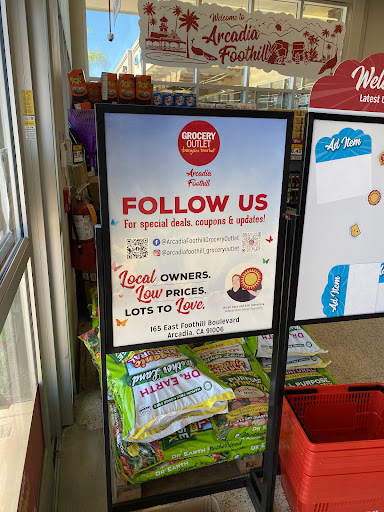 Welcome to
Arcadia
Foothill
Welco
Latest
GROCERY
OUTLET
bargain market
Arcadia
Foothill
FOLLOW US
For special deals, coupons & updates!
@ArcadiaFoothillGroceryOutlet
@arcadiafoothill_groceryoutlet
Local OWNERS.
Low PRICES.
LOTS TO Love.
165 East Foothill Boulevard
Arcadia, CA 91006
Ad Item
Ad Item
DR. EARTH
DR. EARTH